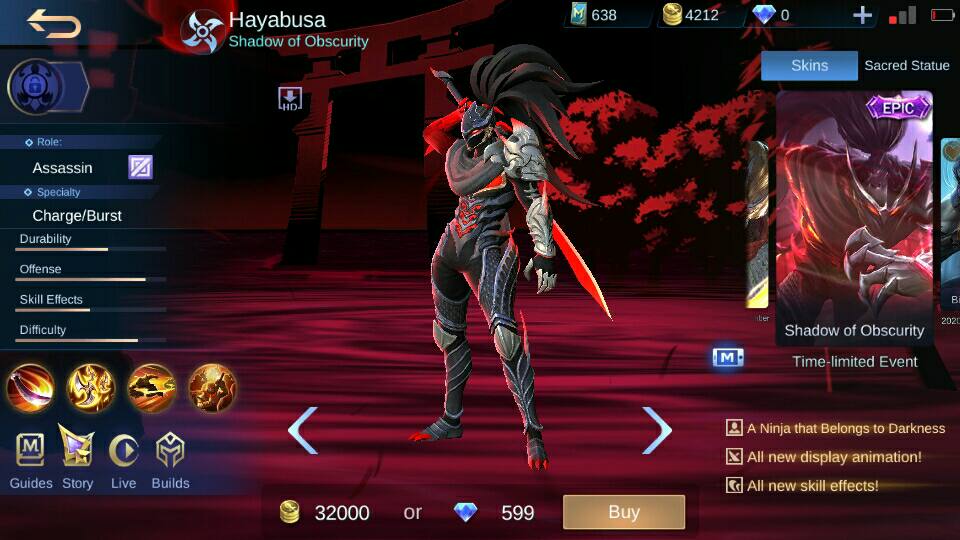 Hayabusa
Shadow of Obscurity
638
4212
0
HD
Skins
Sacred Statue
EPIC
Role:
Assassin
Specialty
Charge/Burst
Durability
Offense
Skill Effects
Difficulty
Shadow of Obscurity
M
Time-limited Event
A Ninja that Belongs to Darkness
All new display animation!
All new skill effects!
Guides
Story
Live
Builds
32000 or 599
Buy